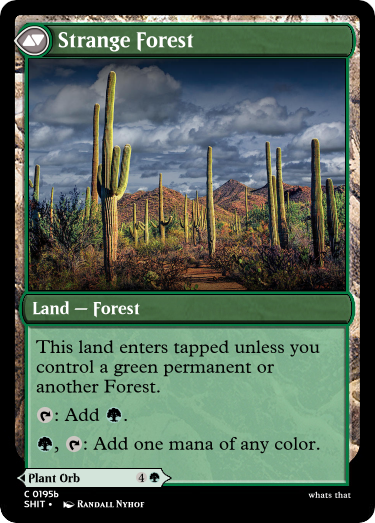 Strange Forest
Land — Forest
This land enters tapped unless you
control a green permanent or
another Forest.
: Add .
, : Add one mana of any color.
Plant Orb 4
C 0195b
SHIT • Randall Nyhof
whats that